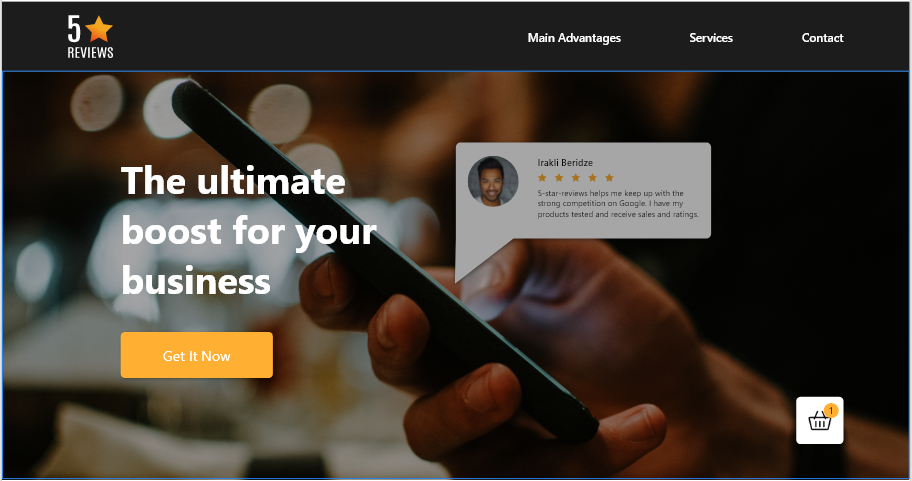 5
REVIEWS
Main Advantages
Services
Contact
The ultimate
boost for your
business
Get It Now
Irakli Beridze
5-star-reviews helps me keep up with the
strong competition on Google. I have my
products tested and receive sales and ratings.
1